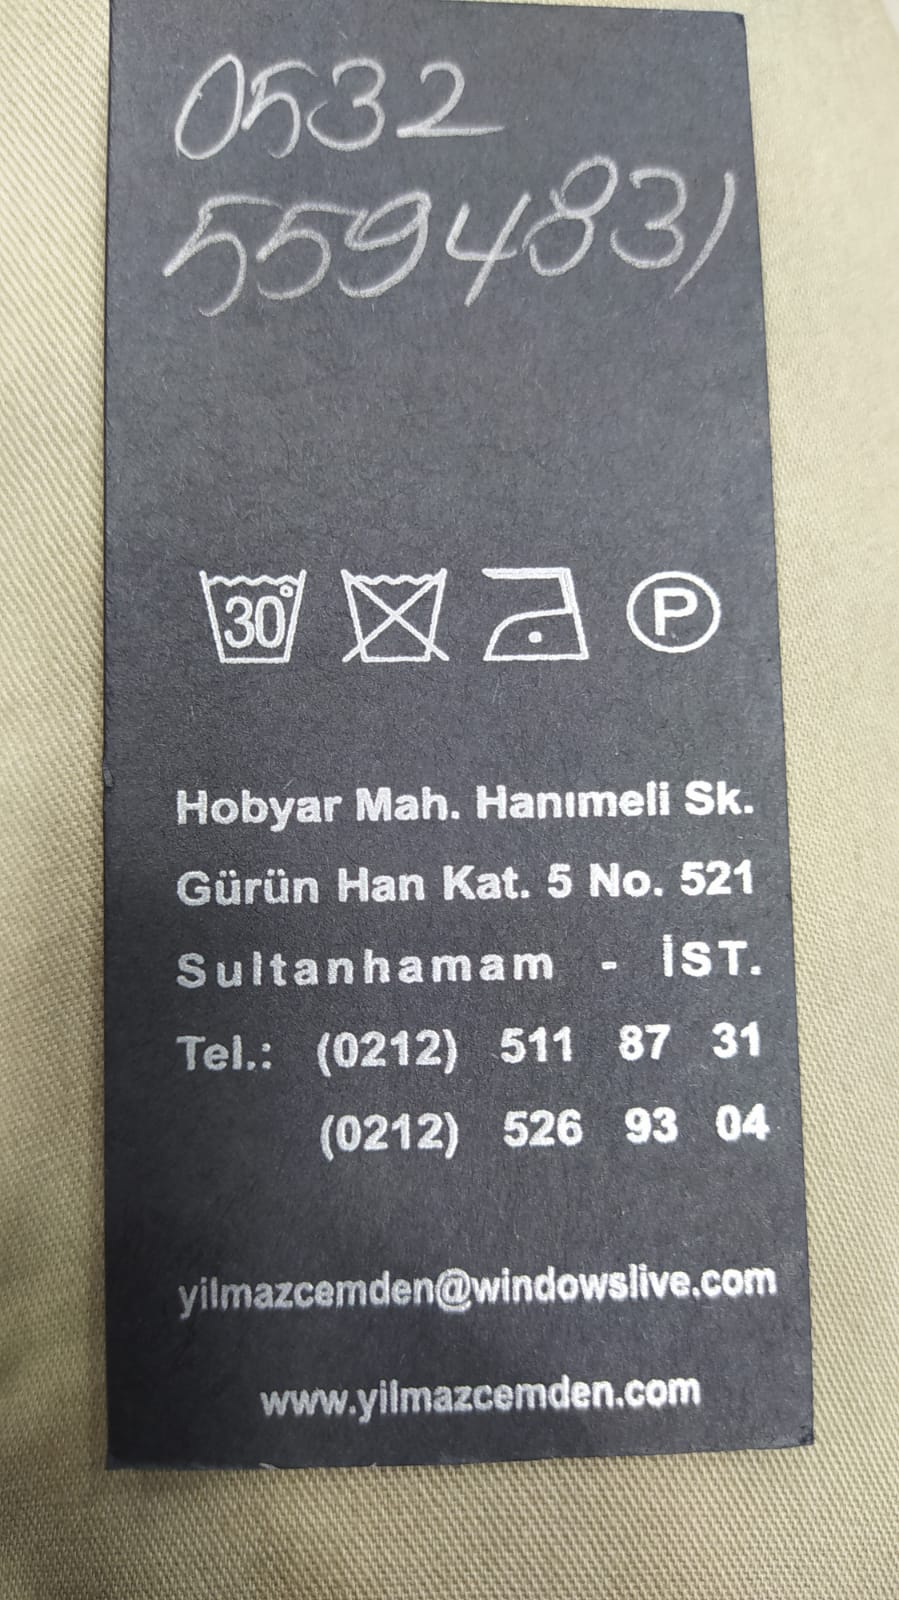 0532
5594831
30°
P
Hobyar Mah. Hanımeli Sk.
Gürün Han Kat. 5 No. 521
Sultanhamam - İST.
Tel.: (0212) 511 87 31
(0212) 526 93 04
yilmazcemden@windowslive.com
www.yilmazcemden.com